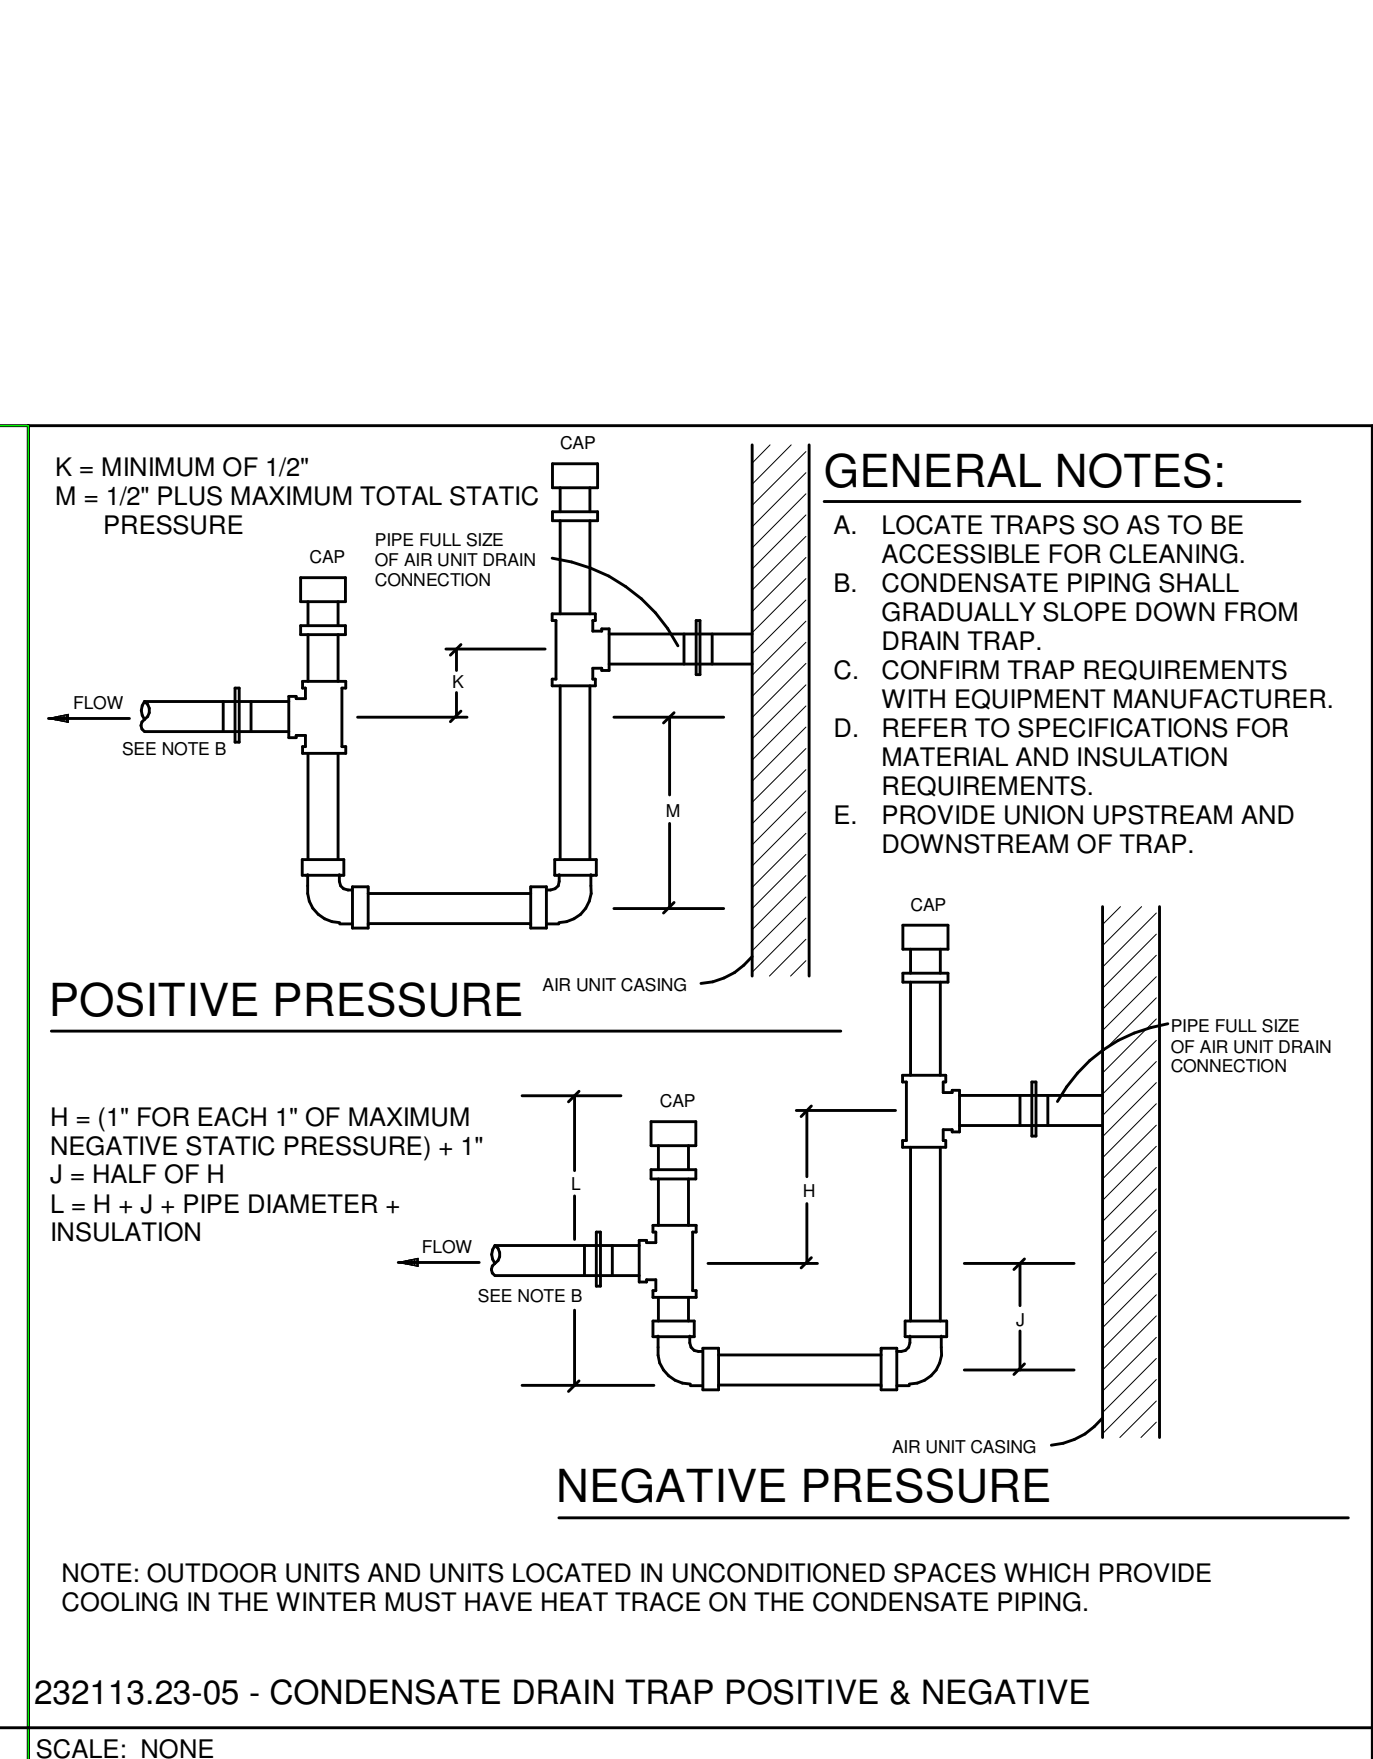 K = MINIMUM OF 1/2"
M = 1/2" PLUS MAXIMUM TOTAL STATIC
PRESSURE
CAP
CAP
PIPE FULL SIZE
OF AIR UNIT DRAIN
CONNECTION
K
FLOW
SEE NOTE B
M
AIR UNIT CASING
POSITIVE PRESSURE
GENERAL NOTES:
A. LOCATE TRAPS SO AS TO BE
ACCESSIBLE FOR CLEANING.
B. CONDENSATE PIPING SHALL
GRADUALLY SLOPE DOWN FROM
DRAIN TRAP.
C. CONFIRM TRAP REQUIREMENTS
WITH EQUIPMENT MANUFACTURER.
D. REFER TO SPECIFICATIONS FOR
MATERIAL AND INSULATION
REQUIREMENTS.
E. PROVIDE UNION UPSTREAM AND
DOWNSTREAM OF TRAP.
CAP
PIPE FULL SIZE
OF AIR UNIT DRAIN
CONNECTION
CAP
H = (1" FOR EACH 1" OF MAXIMUM
NEGATIVE STATIC PRESSURE) + 1"
J = HALF OF H
L = H + J + PIPE DIAMETER +
INSULATION
L
H
FLOW
SEE NOTE B
J
AIR UNIT CASING
NEGATIVE PRESSURE
NOTE: OUTDOOR UNITS AND UNITS LOCATED IN UNCONDITIONED SPACES WHICH PROVIDE
COOLING IN THE WINTER MUST HAVE HEAT TRACE ON THE CONDENSATE PIPING.
232113.23-05 - CONDENSATE DRAIN TRAP POSITIVE & NEGATIVE
SCALE: NONE